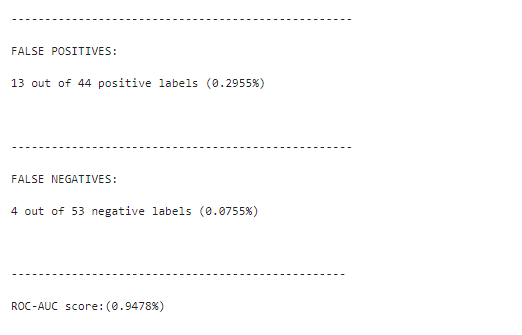 ---------------------------------------------------
FALSE POSITIVES:
13 out of 44 positive labels (0.2955%)
---------------------------------------------------
FALSE NEGATIVES:
4 out of 53 negative labels (0.0755%)
--------------------------------------------------
ROC-AUC score:(0.9478%)